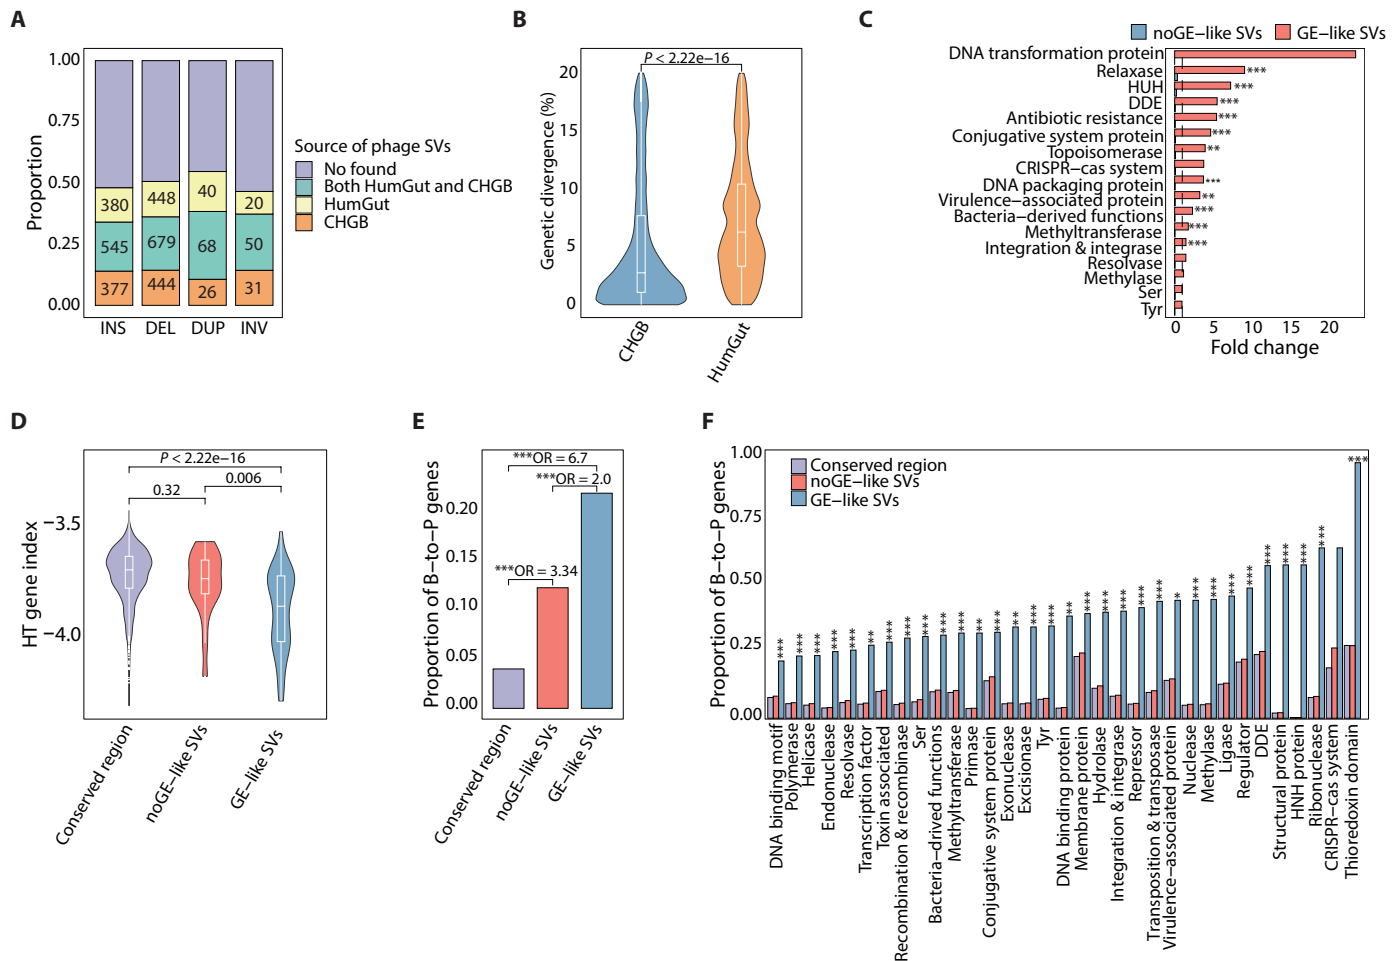 A
1.00
0.75
0.50
0.25
0.00
Proportion
380
448
40
20
545
679
68
50
377
444
26
31
INS DEL DUP INV
Source of phage SVs
No found
Both HumGut and CHGB
HumGut
CHGB
B
P < 2.22e−16
20
15
10
5
0
Genetic divergence (%)
CHGB
HumGut
C
noGE−like SVs GE−like SVs
DNA transformation protein
Relaxase ***
HUH ***
DDE ***
Antibiotic resistance ***
Conjugative system protein ***
Topoisomerase **
CRISPR−cas system
DNA packaging protein ***
Virulence−associated protein **
Bacteria−derived functions ***
Methyltransferase ***
Integration & integrase ***
Resolvase
Methylase
Ser
Tyr
0 5 10 15 20
Fold change
D
P < 2.22e−16
0.32
0.006
−3.5
−4.0
HT gene index
Conserved region
noGE−like SVs
GE−like SVs
E
***OR = 6.7
***OR = 2.0
***OR = 3.34
0.20
0.15
0.10
0.05
0.00
Proportion of B−to−P genes
Conserved region
noGE−like SVs
GE−like SVs
F
1.00
0.75
0.50
0.25
0.00
Proportion of B−to−P genes
Conserved region
noGE−like SVs
GE−like SVs
***
***
***
***
***
**
***
***
***
***
***
**
***
**
***
***
**
***
***
***
***
***
*
***
***
***
***
***
***
***
***
***
DNA binding motif
Polymerase
Helicase
Endonuclease
Resolvase
Transcription factor
Toxin associated
Recombination & recombinase
Ser
Bacteria−drived functions
Methyltransferase
Primase
Conjugative system protein
Exonuclease
Excisionase
Tyr
DNA binding protein
Membrane protein
Hydrolase
Integration & integrase
Repressor
Transposition & transposase
Virulence−associated protein
Nuclease
Methylase
Ligase
Regulator
DDE
Structural protein
HNH protein
Ribonuclease
CRISPR−cas system
Thioredoxin domain